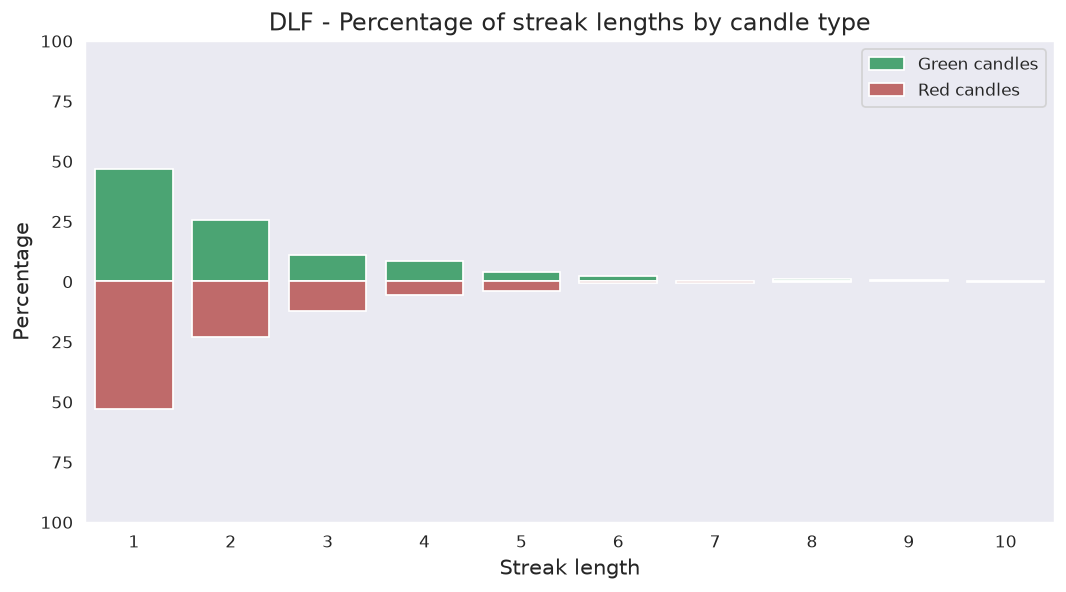 DLF - Percentage of streak lengths by candle type
100
75
50
25
0
25
50
75
100
Percentage
Green candles
Red candles
1 2 3 4 5 6 7 8 9 10
Streak length